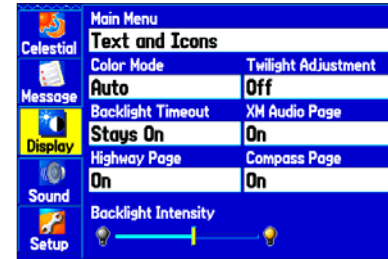 Main Menu
Text and Icons
Celestial
Color Mode
Twilight Adjustment
Auto
Off
Message
Backlight Timeout
XM Audio Page
Stays On
On
Display
Highway Page
Compass Page
On
On
Sound
Backlight Intensity
Setup